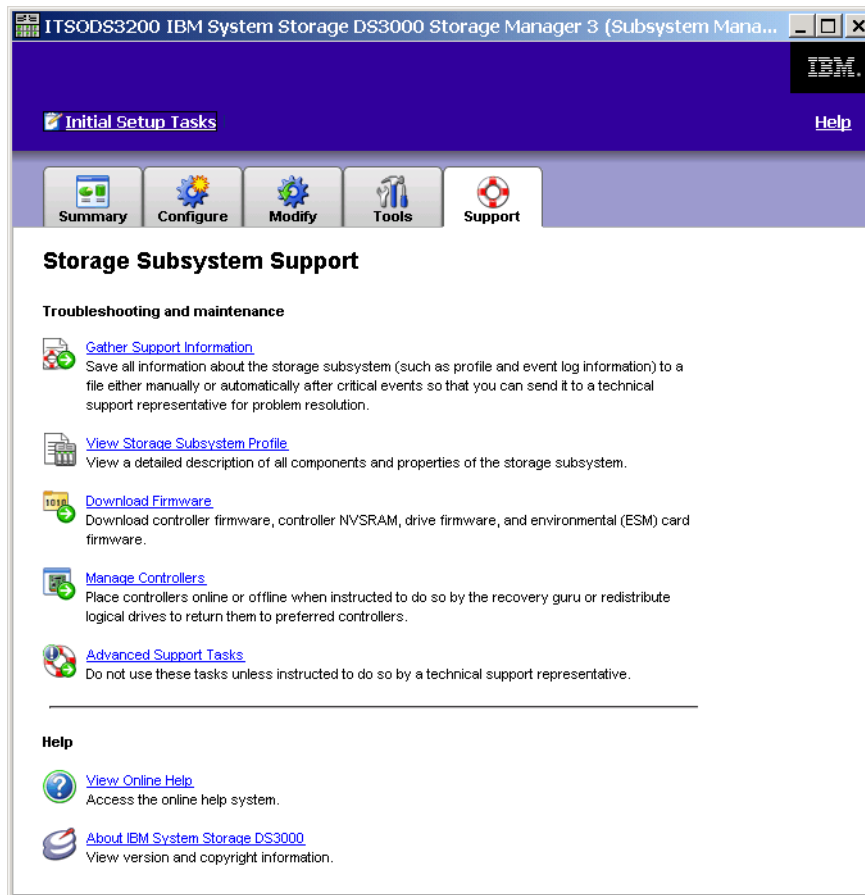 ITSODS3200 IBM System Storage DS3000 Storage Manager 3 (Subsystem Mana...
IBM.
Initial Setup Tasks
Help
Summary
Configure
Modify
Tools
Support
Storage Subsystem Support
Troubleshooting and maintenance
Gather Support Information
Save all information about the storage subsystem (such as profile and event log information) to a
file either manually or automatically after critical events so that you can send it to a technical
support representative for problem resolution.
View Storage Subsystem Profile
View a detailed description of all components and properties of the storage subsystem.
1010
Download Firmware
Download controller firmware, controller NVSRAM, drive firmware, and environmental (ESM) card
firmware.
Manage Controllers
Place controllers online or offline when instructed to do so by the recovery guru or redistribute
logical drives to return them to preferred controllers.
Advanced Support Tasks
Do not use these tasks unless instructed to do so by a technical support representative.
Help
View Online Help
Access the online help system.
About IBM System Storage DS3000
View version and copyright information.